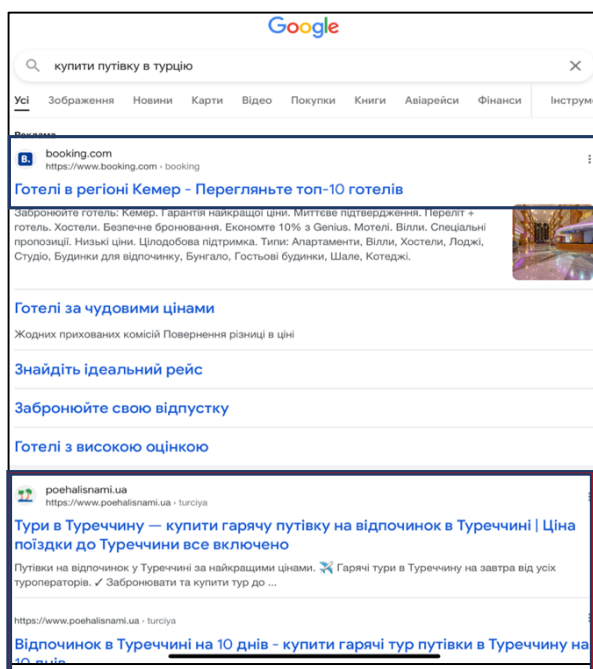 Google
купити путівку в турцію
Усі Зображення Новини Карти Відео Покупки Книги Авіарейси Фінанси Інструм
Реклама
B.
booking.com
https://www.booking.com › booking
Готелі в регіоні Кемер - Перегляньте топ-10 готелів
Забронюйте готель: Кемер. Гарантія найкращої ціни. Миттєве підтвердження. Переліт +
готель. Хостели. Безпечне бронювання. Економте 10% з Genius. Мотелі. Вілли. Спеціальні
пропозиції. Низькі ціни. Цілодобова підтримка. Типи: Апартаменти, Вілли, Хостели, Лоджі,
Студіо, Будинки для відпочинку, Бунгало, Гостьові будинки, Шале, Котеджі.
Готелі за чудовими цінами
Жодних прихованих комісій Повернення різниці в ціні
Знайдіть ідеальний рейс
Забронюйте свою відпустку
Готелі з високою оцінкою
poehalisnami.ua
https://www.poehalisnami.ua › turciya
Тури в Туреччину — купити гарячу путівку на відпочинок в Туреччині | Ціна
поїздки до Туреччини все включено
Путівки на відпочинок у Туреччині за найкращими цінами. ✈️ Гарячі тури в Туреччину на завтра від усіх
туроператорів. ✓ Забронювати та купити тур до ...
https://www.poehalisnami.ua › turciya
Відпочинок в Туреччині на 10 днів - купити гарячі тур путівки в Туреччину на
10 днів